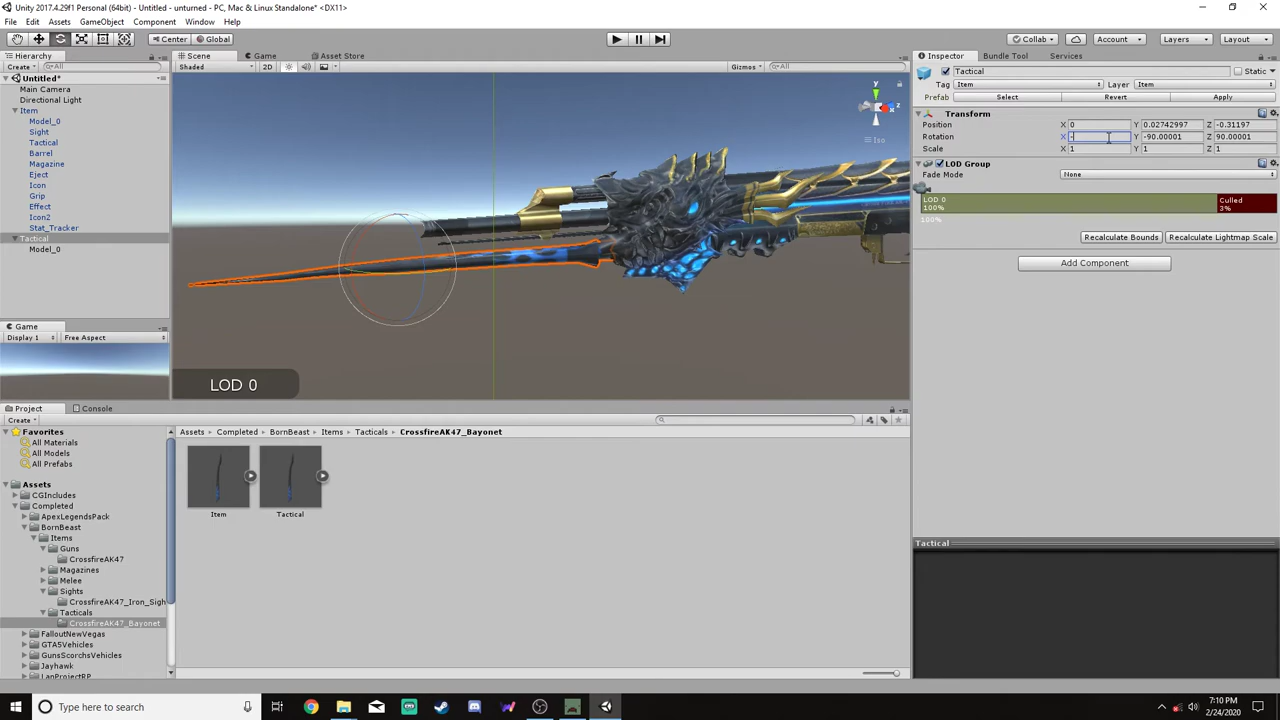 Unity 2017.4.29f1 Personal (64bit) - Untitled - unturned - PC, Mac & Linux Standalone* <DX11>
File Edit Assets GameObject Component Window Help
Center Global Collab Account Layers Layout
Hierarchy Scene Game Asset Store Inspector Bundle Tool Services
Create All Shaded 2D Gizmos All Tactical Static
Untitled*
Main Camera
Directional Light
Item
Model_0
Sight
Tactical
Barrel
Magazine
Eject
Icon
Grip
Effect
Icon2
Stat_Tracker
Tactical
Model_0
y
z
Iso
LOD 0
Tag Item Layer Item
Prefab Select Revert Apply
Transform
Position X 0 Y 0.02742997 Z -0.31197
Rotation X - Y -90.00001 Z 90.00001
Scale X 1 Y 1 Z 1
LOD Group
Fade Mode None
LOD 0
100%
Culled
3%
100%
Recalculate Bounds Recalculate Lightmap Scale
Add Component
Tactical
Game
Display 1 Free Aspect
Project Console
Create
Favorites
All Materials
All Models
All Prefabs
Assets
CGIncludes
Completed
ApexLegendsPack
BornBeast
Items
Guns
CrossfireAK47
Magazines
Melee
Sights
CrossfireAK47_Iron_Sigh
Tacticals
CrossfireAK47_Bayonet
FalloutNewVegas
GTA5Vehicles
GunsScorchsVehicles
Jayhawk
LanProjectRP
Assets Completed BornBeast Items Tacticals CrossfireAK47_Bayonet
Item Tactical
Type here to search
7:10 PM
2/24/2020